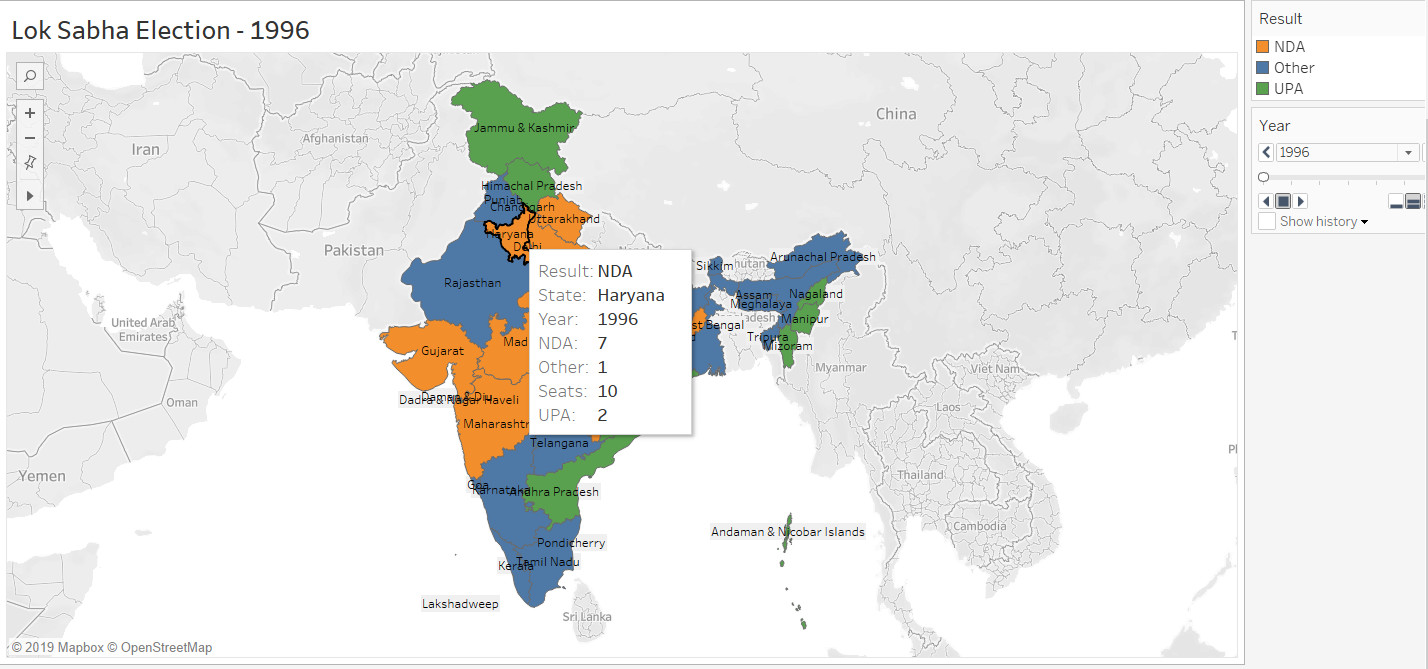 Lok Sabha Election - 1996
Result
NDA
Other
UPA
Year
1996
Show history
China
Jammu & Kashmir
Afghanistan
Iran
Himachal Pradesh
Punjab
Chandigarh
Uttarakhand
Haryana
Delhi
Pakistan
Arunachal Pradesh
Sikkim
Rajasthan
Assam
Nagaland
Meghalaya
Manipur
Tripura
Mizoram
United Arab
Emirates
Gujarat
Result: NDA
State: Haryana
Year: 1996
NDA: 7
Other: 1
Seats: 10
UPA: 2
Myanmar
Viet Nam
Oman
Daman & Diu
Dadra & Nagar Haveli
Laos
Maharashtr
Telangana
Yemen
Thailand
Goa
Karnataka
Andhra Pradesh
Andaman & Nicobar Islands
Cambodia
Pondicherry
Kerala
Tamil Nadu
Lakshadweep
Sri Lanka
© 2019 Mapbox © OpenStreetMap